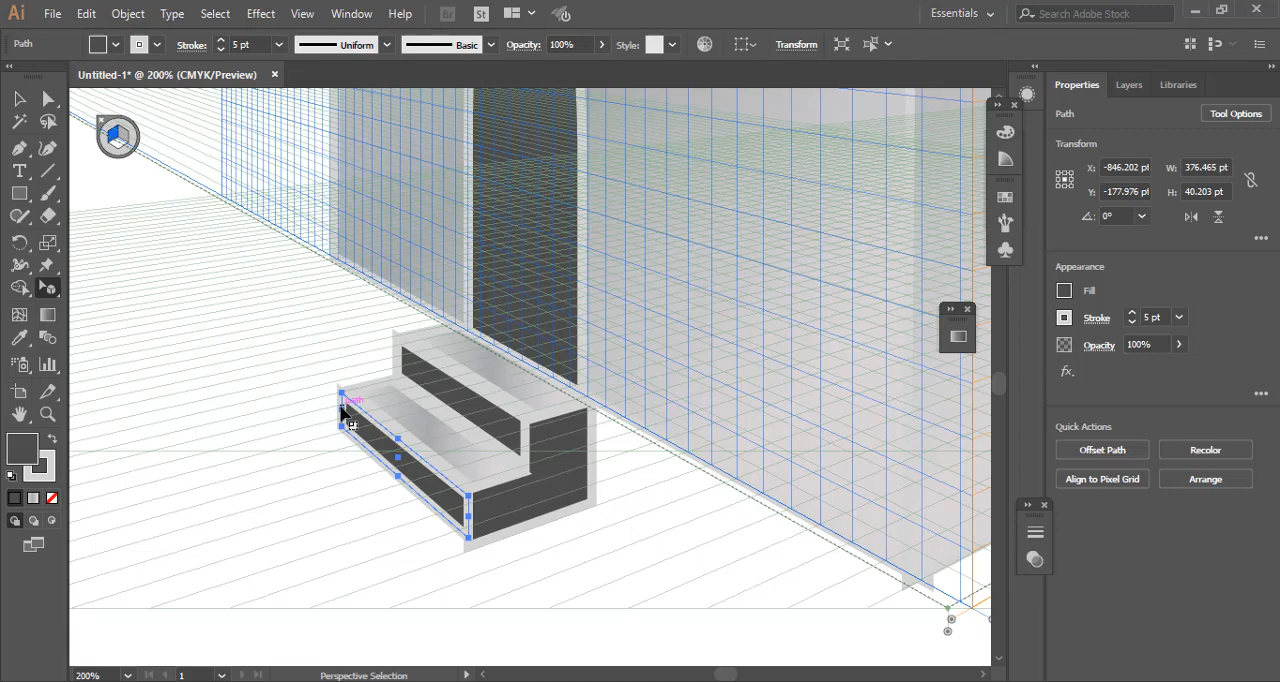 Ai File Edit Object Type Select Effect View Window Help Br St Essentials Search Adobe Stock
Path Stroke: 5 pt Uniform Basic Opacity: 100% Style: Transform
Untitled-1* @ 200% (CMYK/Preview)
Properties Layers Libraries
Path Tool Options
Transform
X: -846.202 pt W: 376.465 pt
Y: -177.976 pt H: 40.203 pt
0°
Appearance
Fill
Stroke 5 pt
Opacity 100%
fx.
Quick Actions
Offset Path Recolor
Align to Pixel Grid Arrange
path
200% 1 Perspective Selection